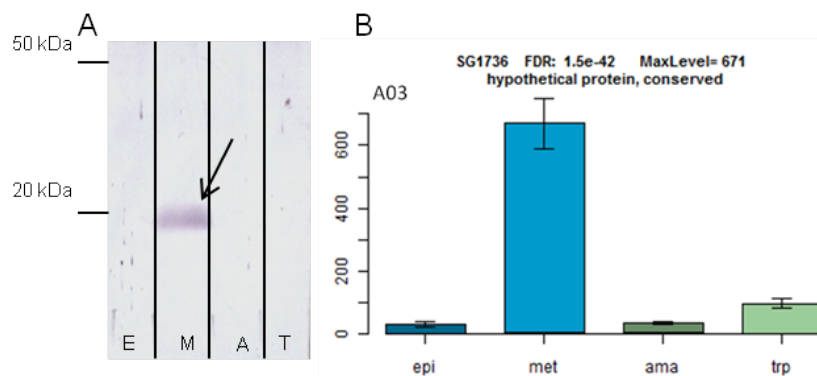 A
50 kDa
20 kDa
E M A T
B
SG1736 FDR: 1.5e-42 MaxLevel= 671
hypothetical protein, conserved
A03
600
400
200
0
epi met ama trp